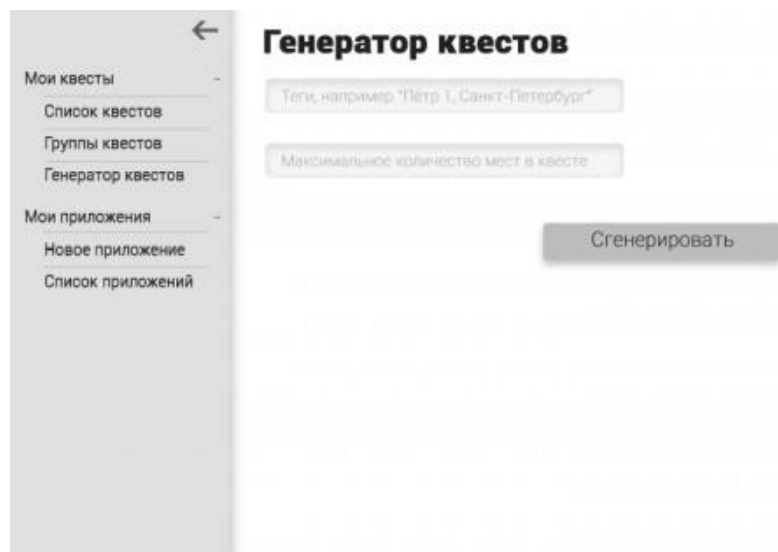 Генератор квестов
Мои квесты
Список квестов
Группы квестов
Генератор квестов
Мои приложения
Новое приложение
Список приложений
Теги, например "Пётр 1, Санкт-Петербург"
Максимальное количество мест в квесте
Сгенерировать